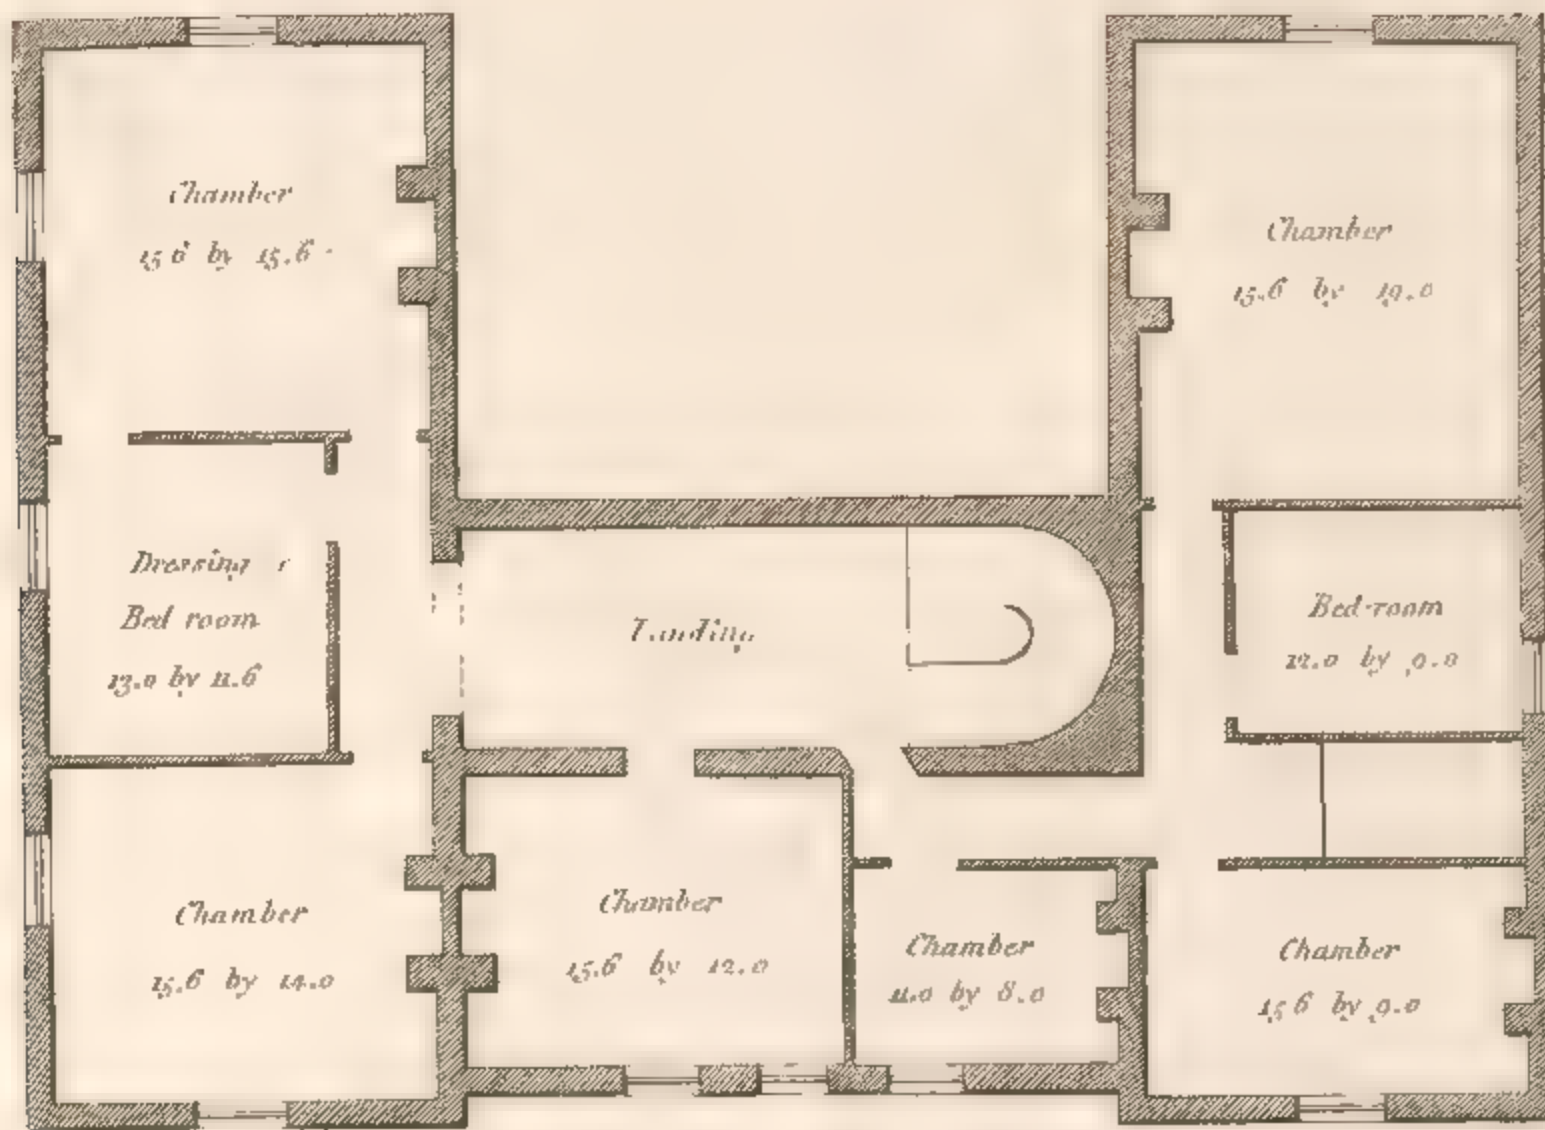 Chamber
15.6 by 15.6
Chamber
15.6 by 19.0
Dressing or
Bed room
13.0 by 11.6
Landing
Bed-room
12.0 by 9.0
Chamber
15.6 by 14.0
Chamber
15.6 by 12.0
Chamber
11.0 by 8.0
Chamber
15 6 by 9.0